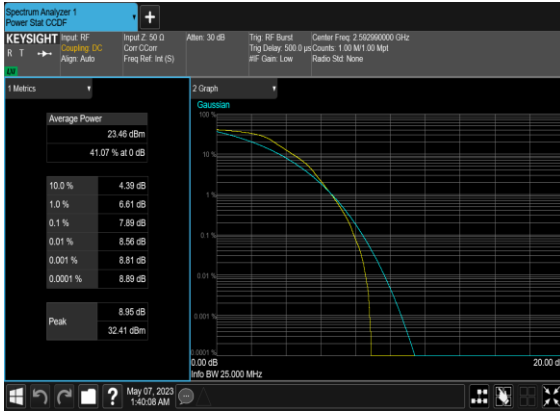 Spectrum Analyzer 1
Power Stat CCDF
KEYSIGHT
R T
Input: RF
Coupling: DC
Align: Auto
Input Z: 50 Ω
Corr CCorr
Freq Ref: Int (S)
Atten: 30 dB
Trig: RF Burst
Trig Delay: 500.0 µs
#IF Gain: Low
Center Freq: 2.592990000 GHz
Counts: 1.00 M/1.00 Mpt
Radio Std: None
1 Metrics
Average Power
23.46 dBm
41.07 % at 0 dB
10.0 % 4.39 dB
1.0 % 6.61 dB
0.1 % 7.89 dB
0.01 % 8.56 dB
0.001 % 8.81 dB
0.0001 % 8.89 dB
Peak
8.95 dB
32.41 dBm
2 Graph
Gaussian
100 %
10 %
1 %
0.1 %
0.01 %
0.001 %
0.0001 %
0.00 dB
20.00 d
Info BW 25.000 MHz
?
May 07, 2023
1:40:08 AM